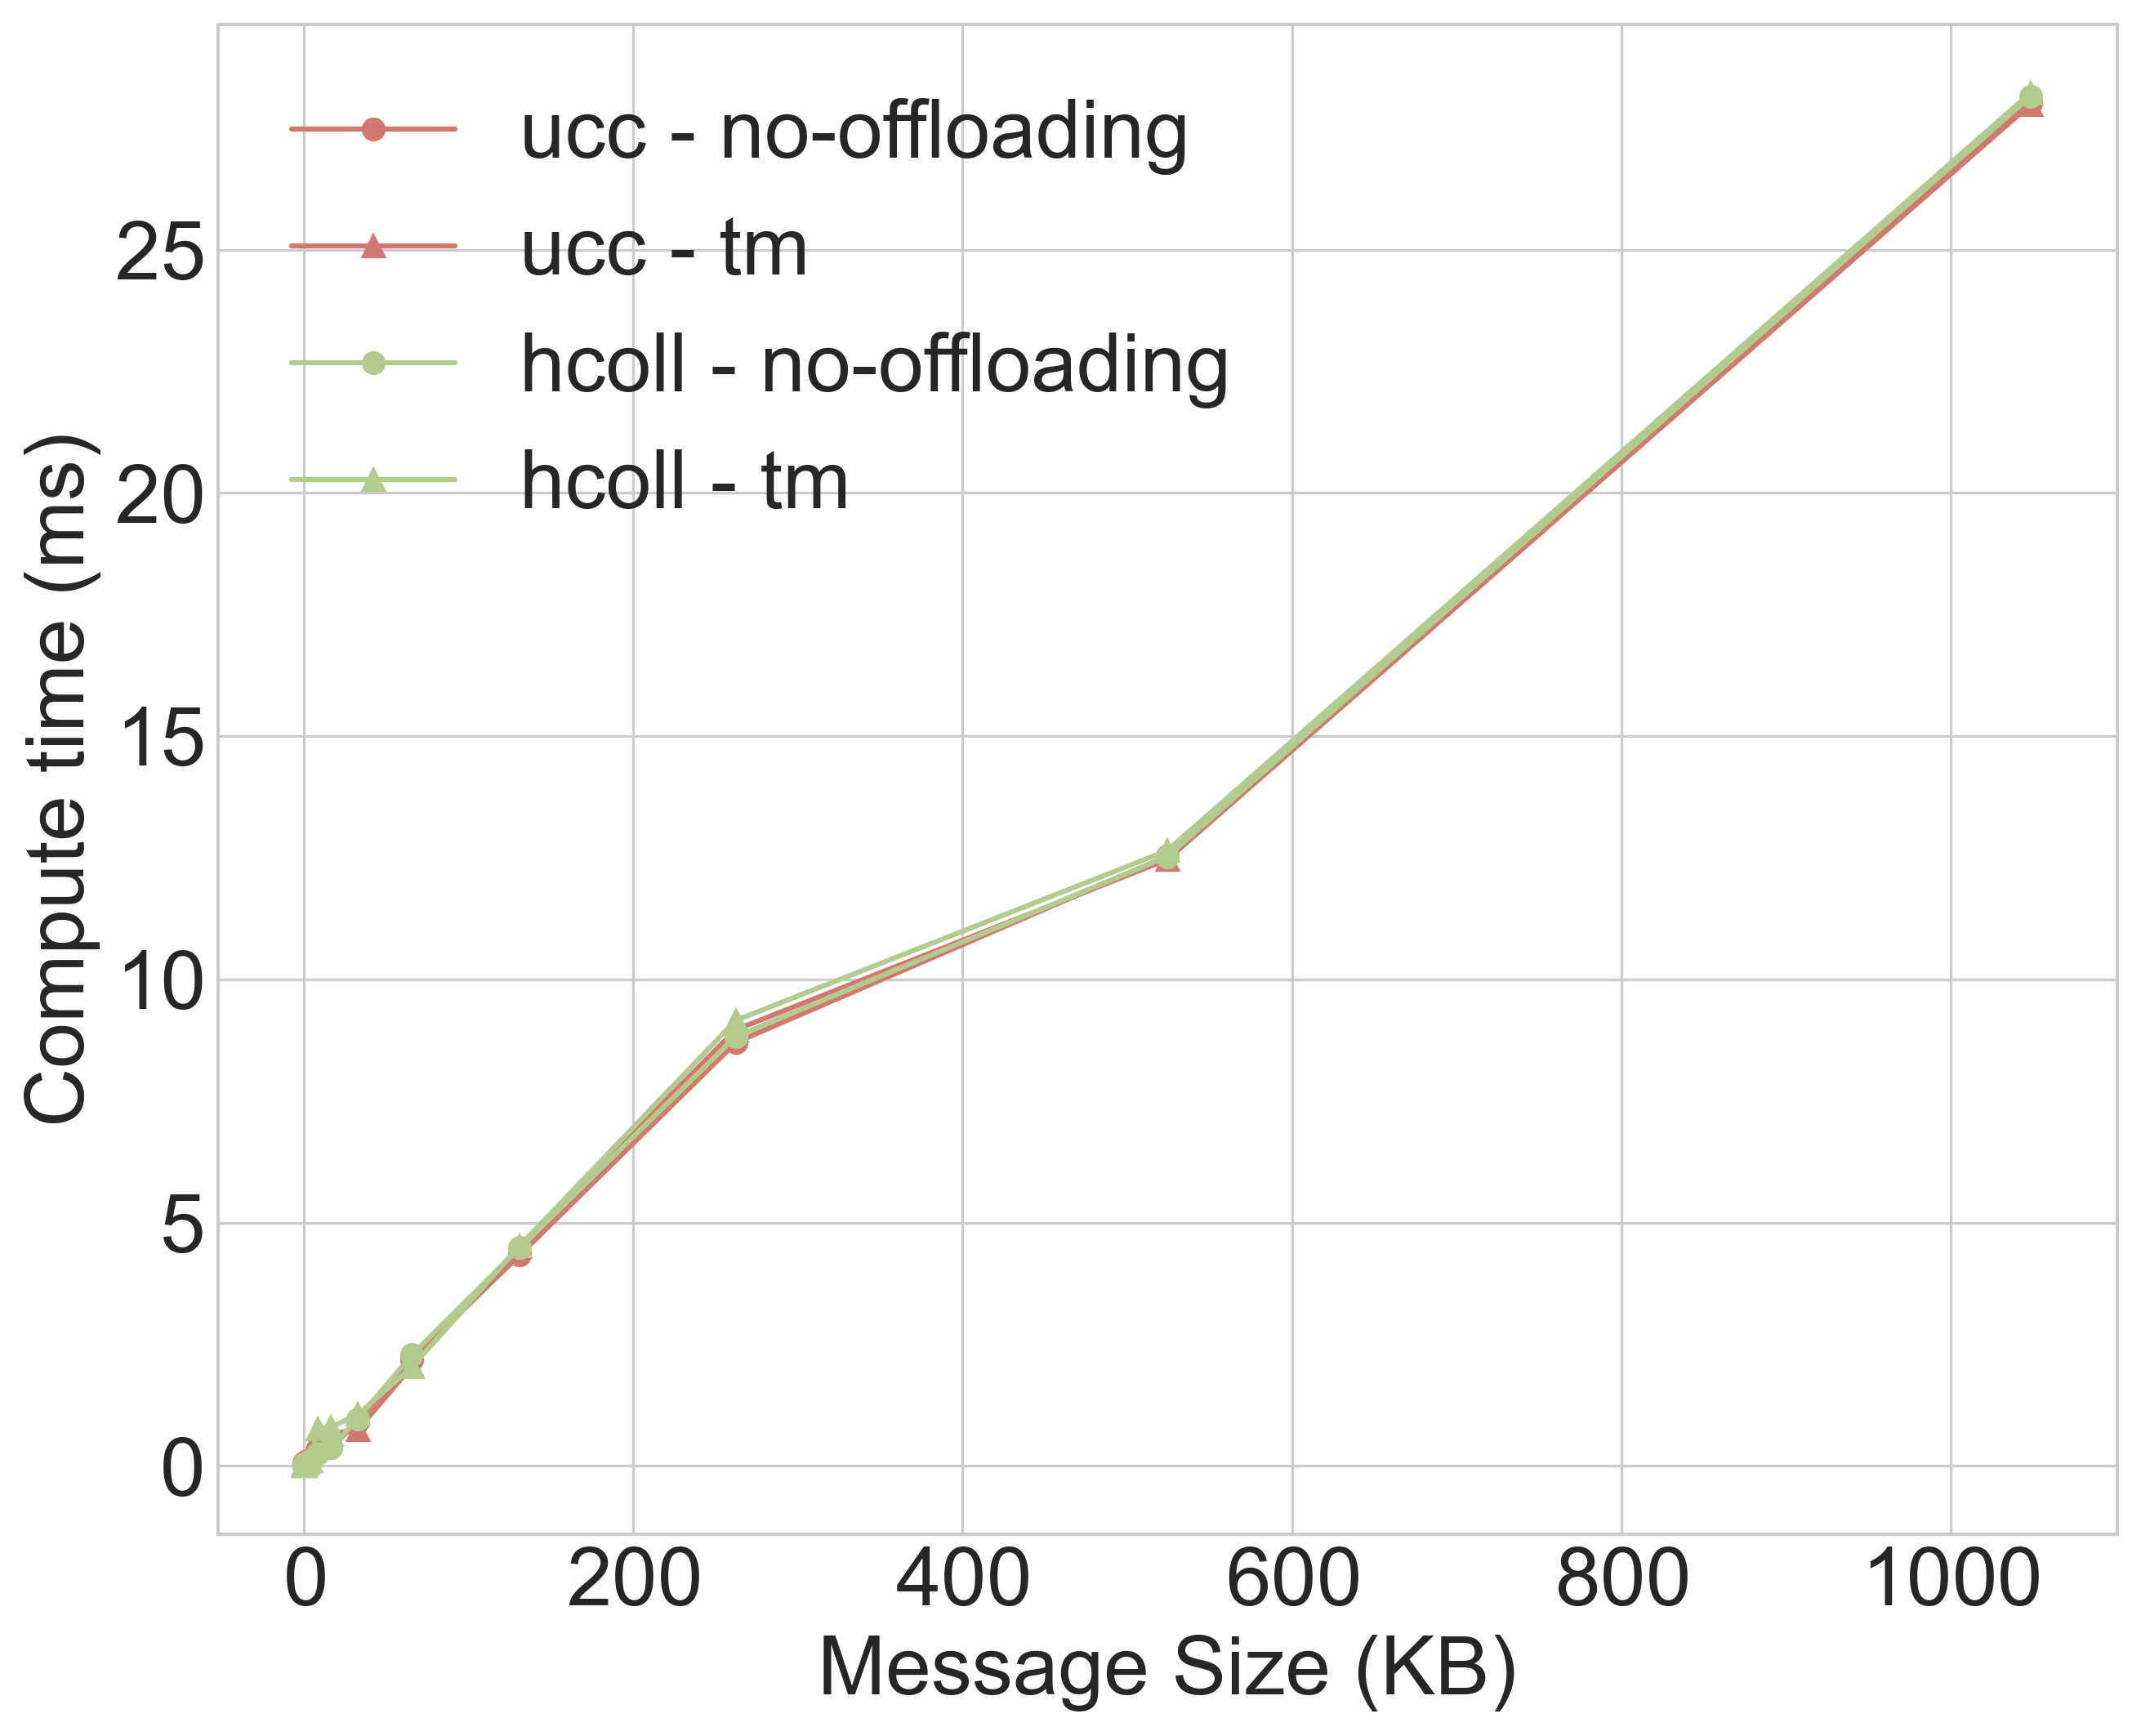 ucc - no-offloading
ucc - tm
hcoll - no-offloading
hcoll - tm
25
20
15
10
5
0
Compute time (ms)
0 200 400 600 800 1000
Message Size (KB)